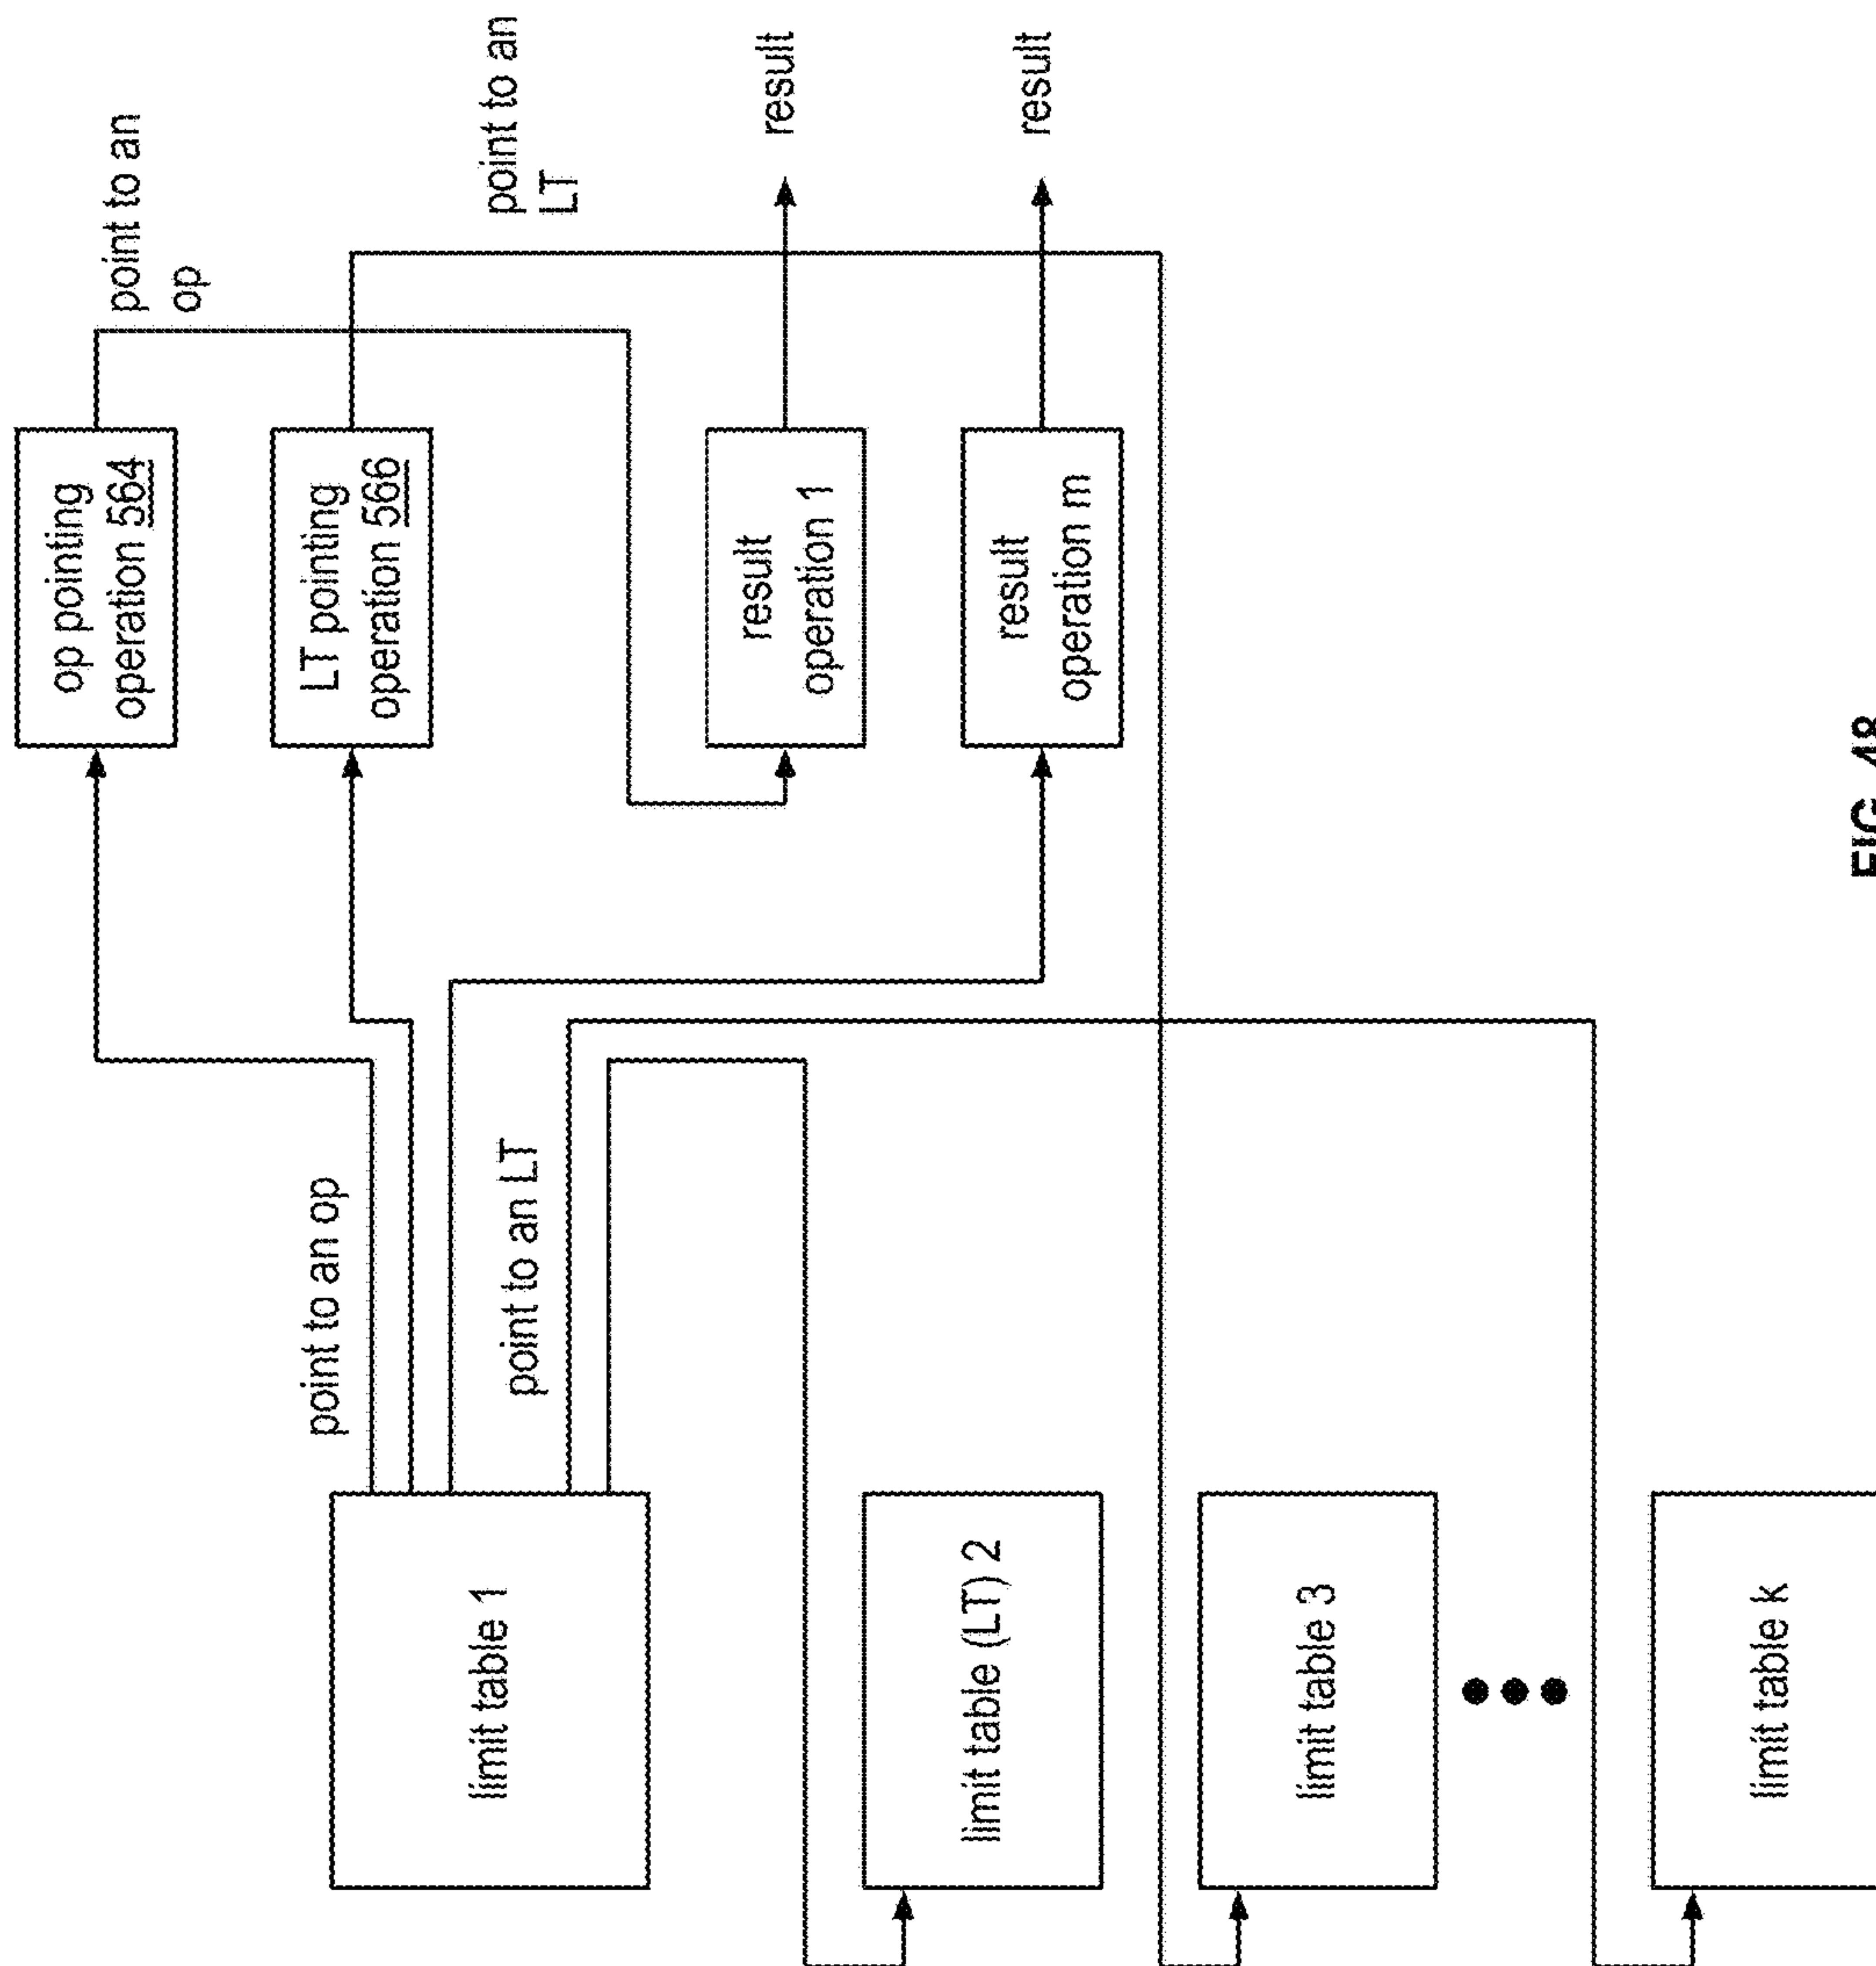 point to an
op
op pointing
operation 564
point to an op
LT pointing
operation 566
point to an
LT
limit table 1
point to an LT
result
operation 1
result
limit table (LT) 2
result
operation m
result
limit table 3
limit table k
FIG. 48